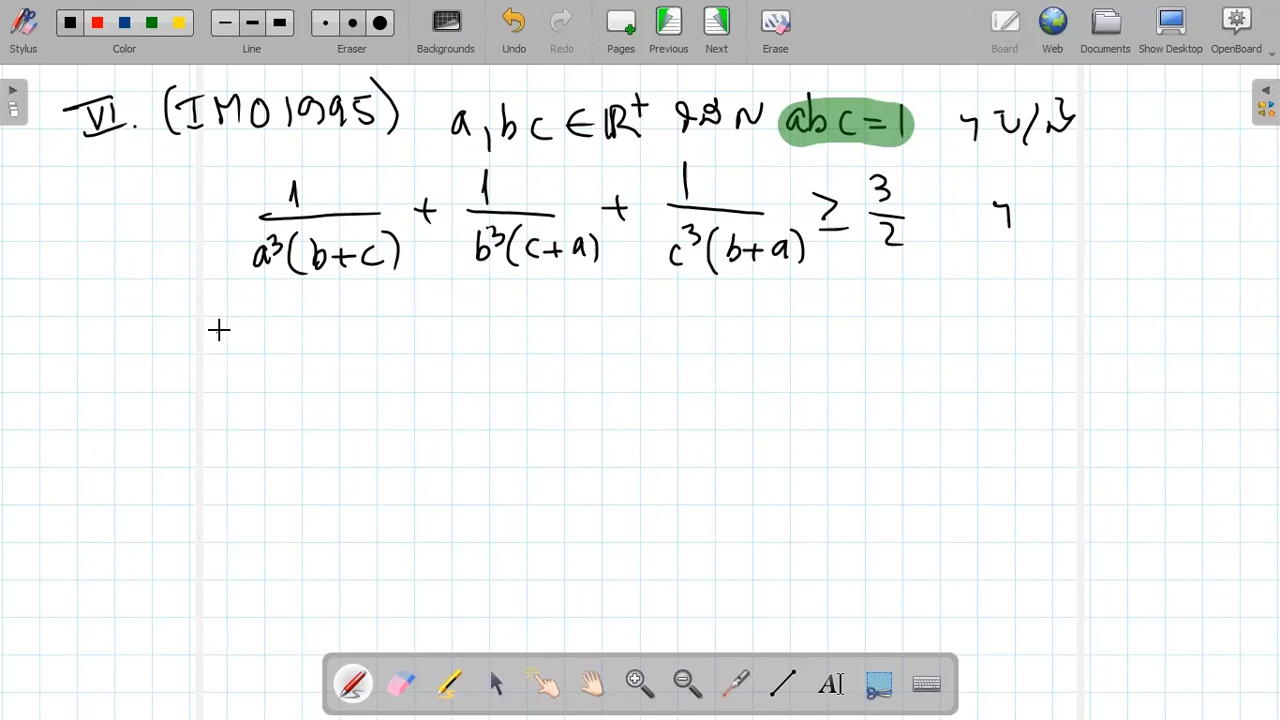 Stylus Color Line Eraser Backgrounds Undo Redo Pages Previous Next Erase Board Web Documents Show Desktop OpenBoard
VI. (IMO 1995) a, b c ∈ ℝ⁺ abc = 1
1/(a³(b+c)) + 1/(b³(c+a)) + 1/(c³(b+a)) ≥ 3/2